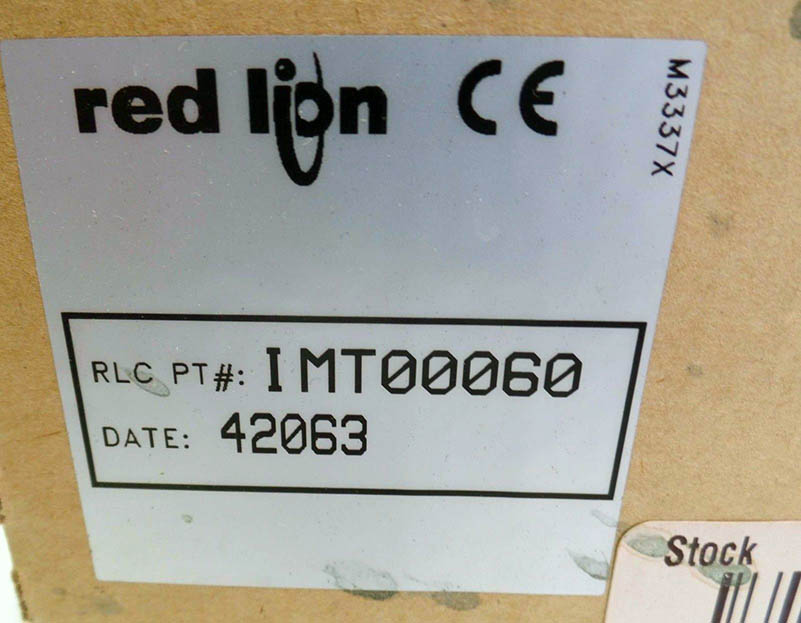 red lion CE
M3337X
RLC PT#: IMT00060
DATE: 42063
Stock